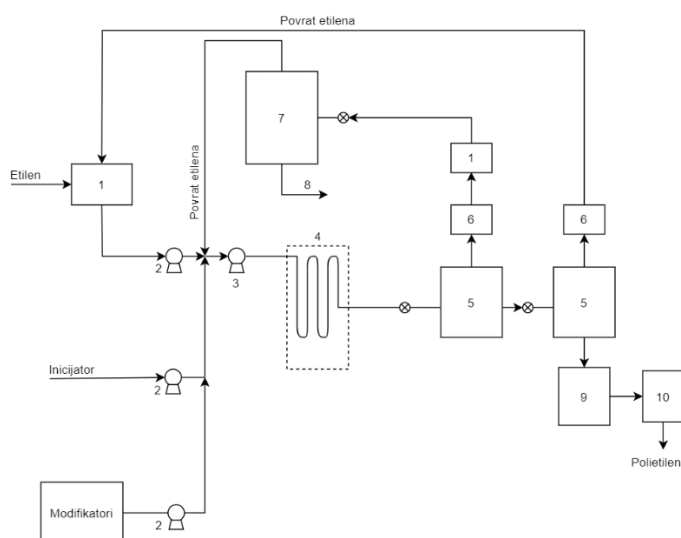 Povrat etilena
7
Povrat etilena
1
Etilen
1
8
6
6
4
2
3
5
5
Inicijator
2
9
10
Polietilen
Modifikatori
2